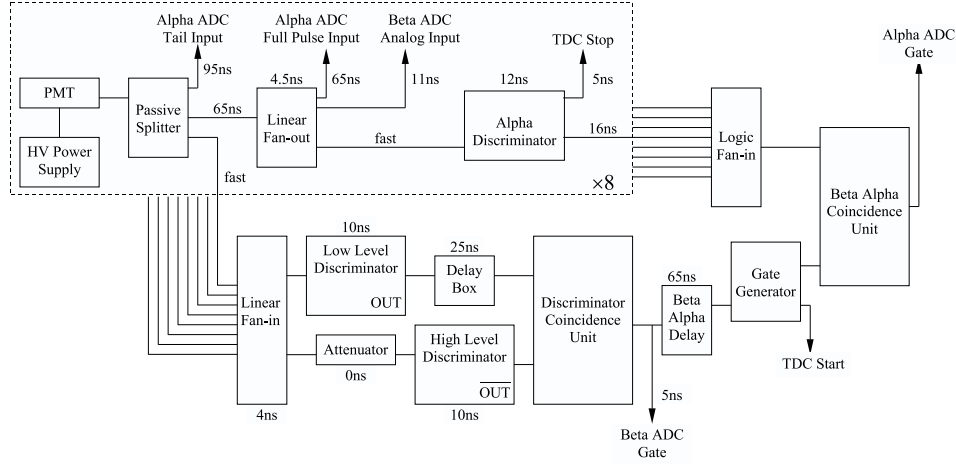 Alpha ADC
Tail Input
Alpha ADC
Full Pulse Input
Beta ADC
Analog Input
TDC Stop
Alpha ADC
Gate
95ns
4.5ns
65ns
11ns
12ns
5ns
PMT
Passive
Splitter
65ns
Linear
Fan-out
fast
Alpha
Discriminator
16ns
Logic
Fan-in
HV Power
Supply
fast
×8
Beta Alpha
Coincidence
Unit
10ns
Low Level
Discriminator
OUT
25ns
Delay
Box
Linear
Fan-in
Discriminator
Coincidence
Unit
65ns
Beta
Alpha
Delay
Gate
Generator
Attenuator
0ns
High Level
Discriminator
OUT
TDC Start
4ns
10ns
5ns
Beta ADC
Gate